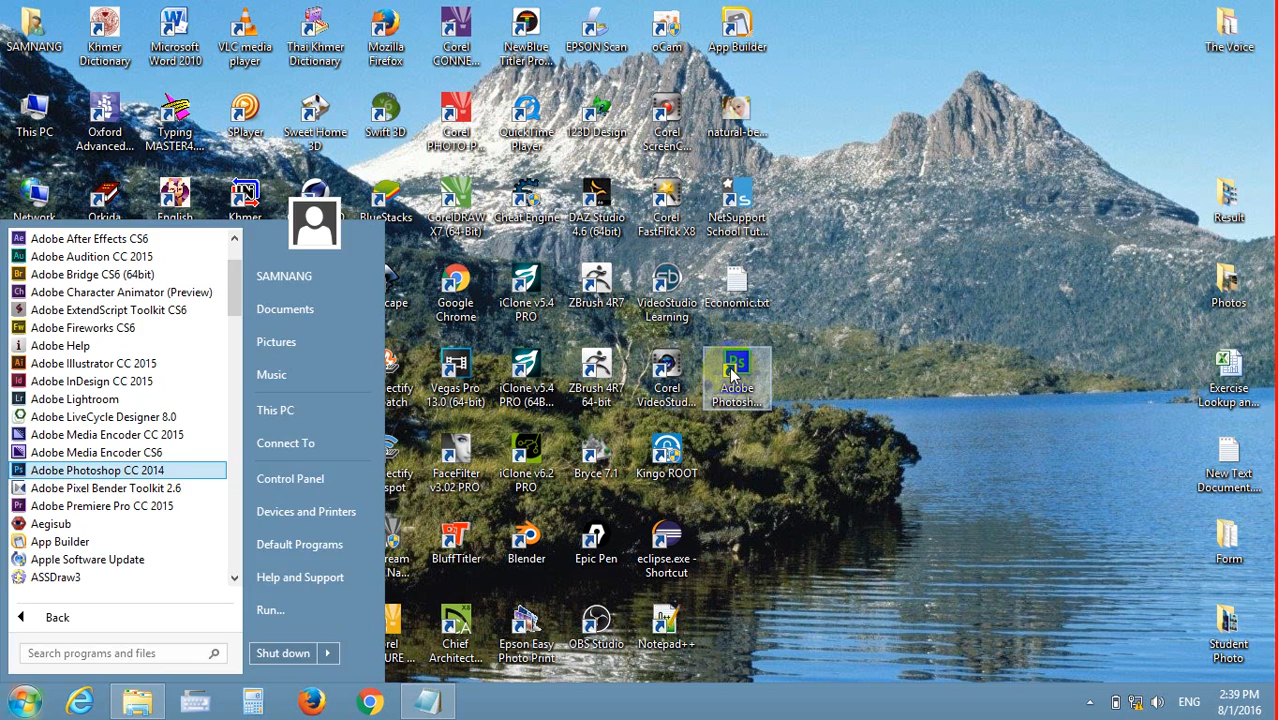 SAMNANG
Khmer
Dictionary
Microsoft
Word 2010
VLC media
player
Thai Khmer
Dictionary
Mozilla
Firefox
Corel
CONNE...
NewBlue
Titler Pro...
EPSON Scan
oCam
App Builder
The Voice
This PC
Oxford
Advanced...
Typing
MASTER4....
SPlayer
Sweet Home
3D
Swift 3D
Corel
PHOTO-P...
QuickTime
Player
123D Design
Corel
ScreenC...
natural-be...
Network
Orkida
English
Khmer
BlueStacks
CorelDRAW
X7 (64-Bit)
Cheat Engine
DAZ Studio
4.6 (64bit)
Corel
FastFlick X8
NetSupport
School Tut...
Result
cape
Google
Chrome
iClone v5.4
PRO
ZBrush 4R7
VideoStudio
Learning
Economic.txt
Photos
ectify
atch
Vegas Pro
13.0 (64-bit)
iClone v5.4
PRO (64B...
ZBrush 4R7
64-bit
Corel
VideoStud...
Adobe
Photosh...
Exercise
Lookup an...
ectify
spot
FaceFilter
v3.02 PRO
iClone v6.2
PRO
Bryce 7.1
Kingo ROOT
New Text
Document....
ream
.Na...
BluffTitler
Blender
Epic Pen
eclipse.exe -
Shortcut
Form
orel
URE ...
Chief
Architect...
Epson Easy
Photo Print
OBS Studio
Notepad++
Student
Photo
Adobe After Effects CS6
Adobe Audition CC 2015
Adobe Bridge CS6 (64bit)
Adobe Character Animator (Preview)
Adobe ExtendScript Toolkit CS6
Adobe Fireworks CS6
Adobe Help
Adobe Illustrator CC 2015
Adobe InDesign CC 2015
Adobe Lightroom
Adobe LiveCycle Designer 8.0
Adobe Media Encoder CC 2015
Adobe Media Encoder CS6
Adobe Photoshop CC 2014
Adobe Pixel Bender Toolkit 2.6
Adobe Premiere Pro CC 2015
Aegisub
App Builder
Apple Software Update
ASSDraw3
Back
Search programs and files
SAMNANG
Documents
Pictures
Music
This PC
Connect To
Control Panel
Devices and Printers
Default Programs
Help and Support
Run...
Shut down
ENG
2:39 PM
8/1/2016